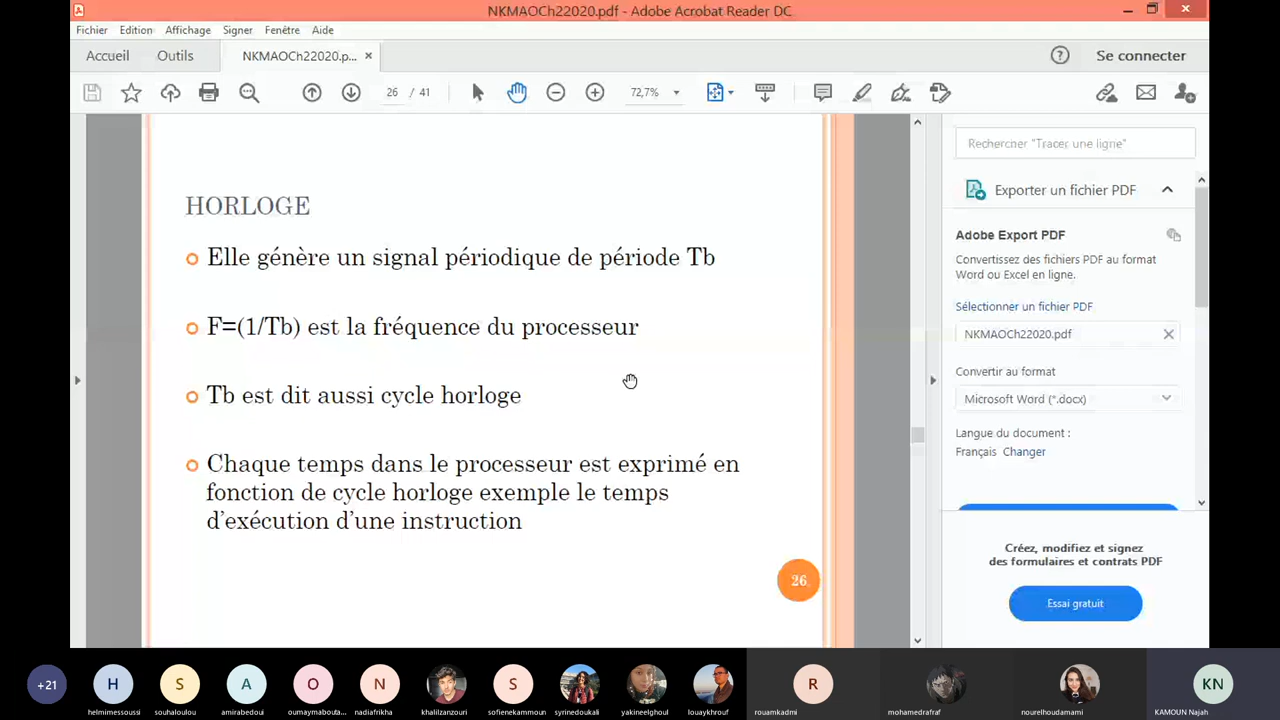 NKMAOCh22020.pdf - Adobe Acrobat Reader DC
Fichier Edition Affichage Signer Fenêtre Aide
Accueil Outils NKMAOCh22020.p... Se connecter
26 / 41 72,7%
HORLOGE
Elle génère un signal périodique de période Tb
F=(1/Tb) est la fréquence du processeur
Tb est dit aussi cycle horloge
Chaque temps dans le processeur est exprimé en
fonction de cycle horloge exemple le temps
d'exécution d'une instruction
26
Rechercher "Tracer une ligne"
Exporter un fichier PDF
Adobe Export PDF
Convertissez des fichiers PDF au format
Word ou Excel en ligne.
Sélectionner un fichier PDF
NKMAOCh22020.pdf
Convertir au format
Microsoft Word (*.docx)
Langue du document :
Français Changer
Créez, modifiez et signez
des formulaires et contrats PDF
Essai gratuit
+21 H S A O N S R KN
helmimessoussi souhaloulou amirabedoui oumaymabouta... nadiafrikha khalilzanzouri sofienekammoun syrinedoukali yakineelghoul louaykhrouf rouamkadmi mohamedrafraf nourelhoudamami KAMOUN Najah